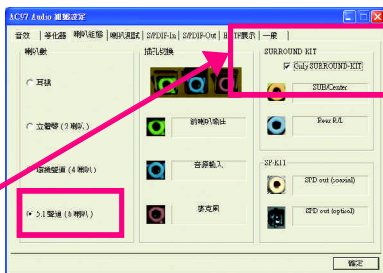 AC97 Audio 組態設定
音效 等化器 喇叭組態 喇叭測試 S/PDIF-In S/PDIF-Out 展示 一般
喇叭數
耳機
立體聲 (2 喇叭)
環繞聲道 (4 喇叭)
5.1 聲道 (6 喇叭)
插孔切換
前喇叭輸出
音源輸入
麥克風
SURROUND KIT
Only SURROUND-KIT
SUB/Center
Rear R/L
SP-KIT
SPD out (coaxial)
SPD out (optical)
確定